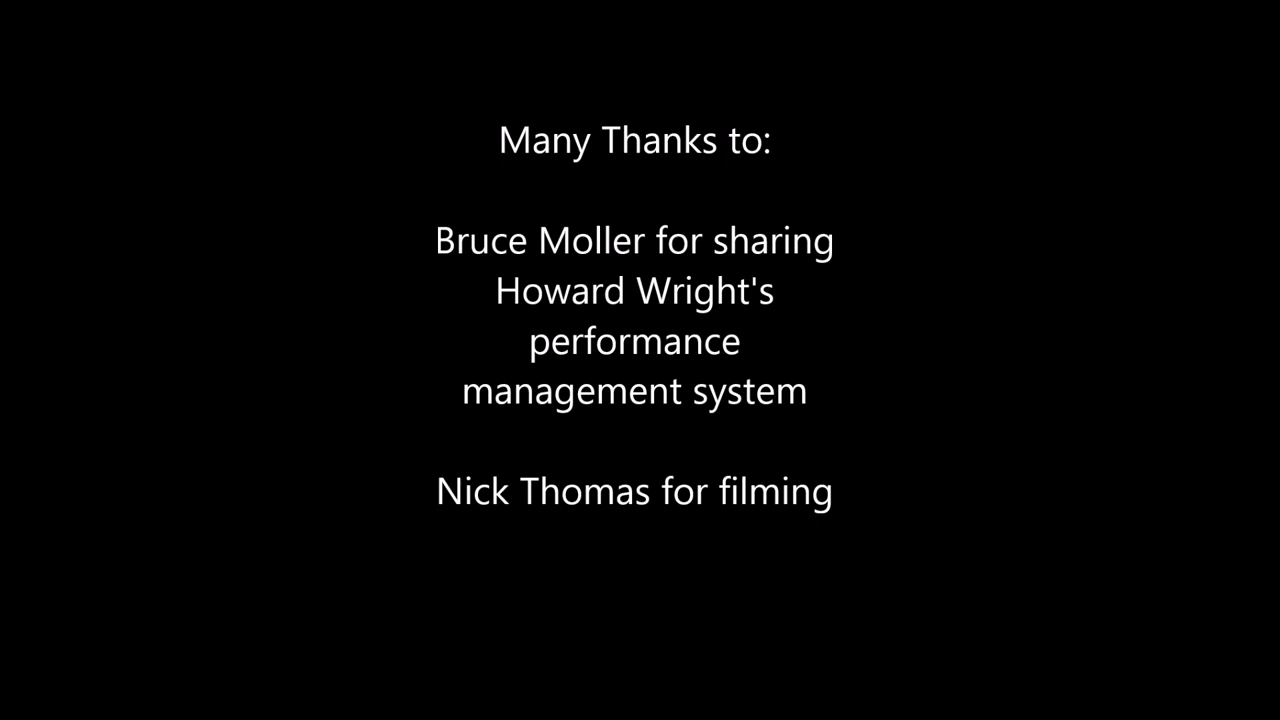 Many Thanks to:
Bruce Moller for sharing
Howard Wright's
performance
management system
Nick Thomas for filming